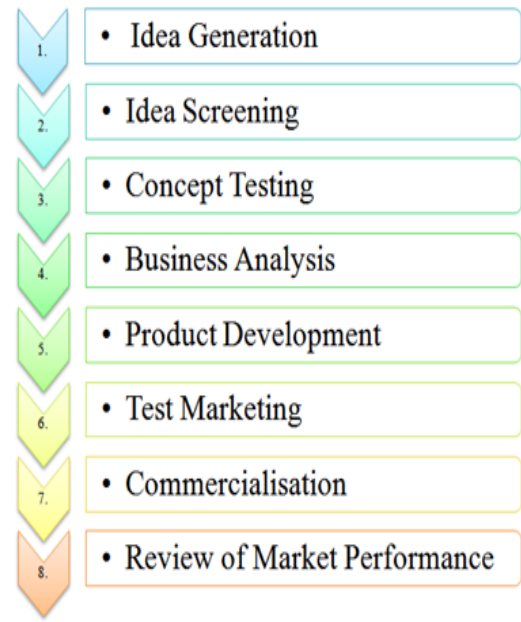 1. • Idea Generation
2. • Idea Screening
3. • Concept Testing
4. • Business Analysis
5. • Product Development
6. • Test Marketing
7. • Commercialisation
8. • Review of Market Performance